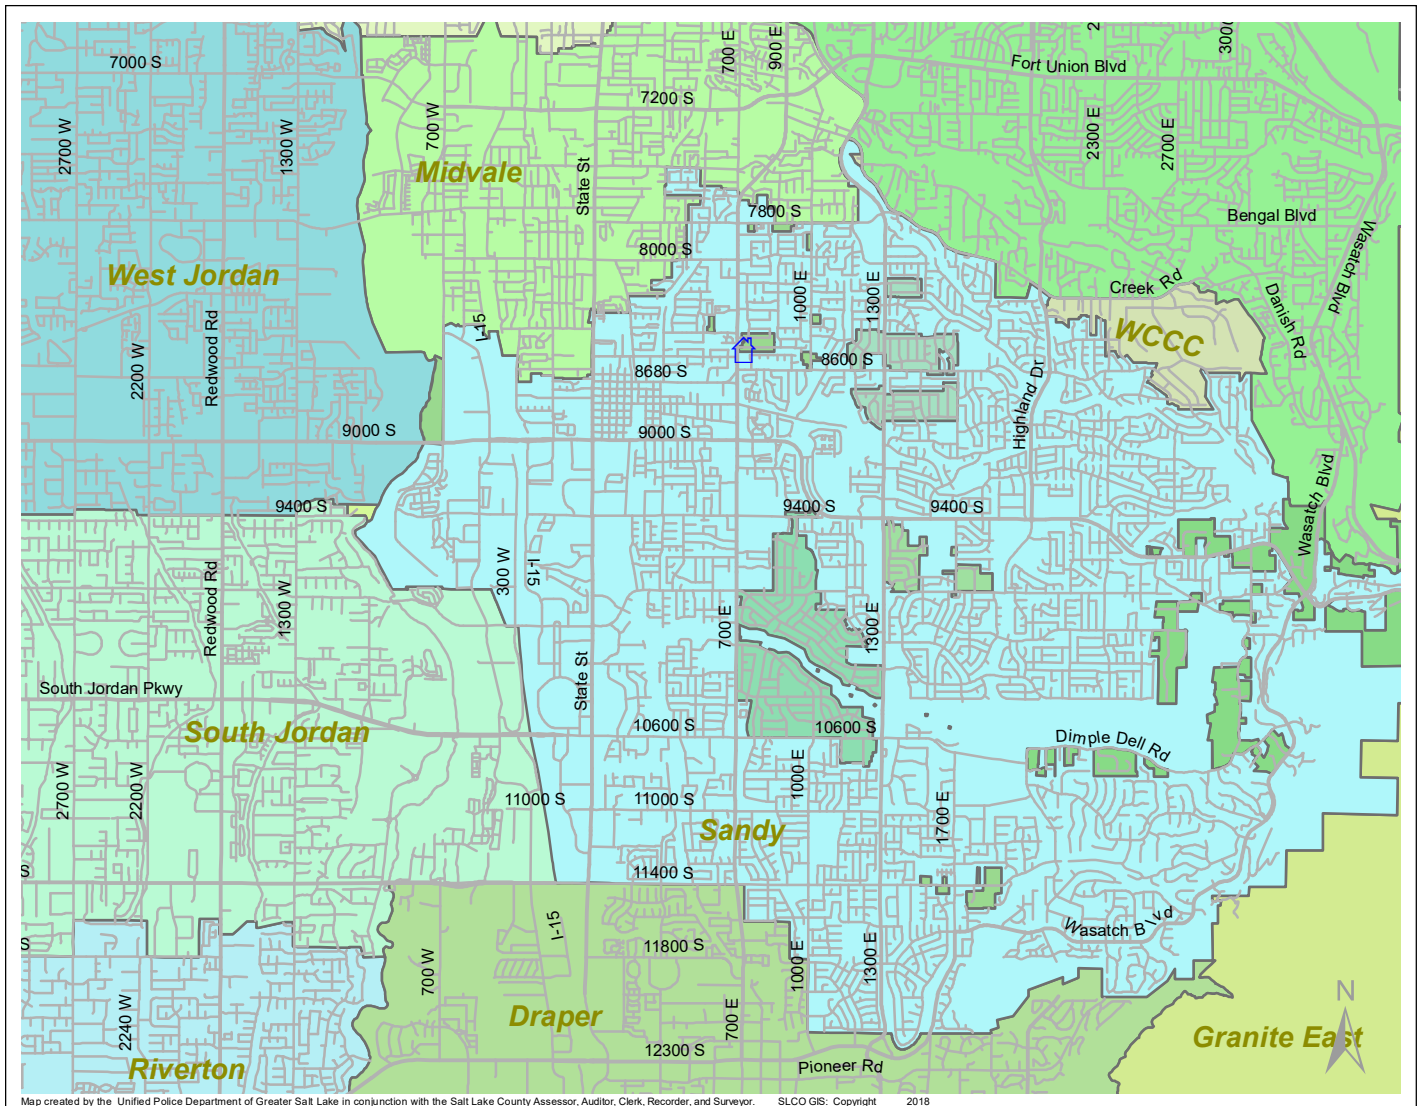 7000 S
700 E
900 E
2
3000
Fort Union Blvd
7200 S
2700 W
1300 W
700 W
2300 E
2700 E
Midvale
State St
7800 S
Bengal Blvd
Wasatch Blvd
8000 S
West Jordan
Creek Rd
1000 E
1300 E
Danish Rd
I-15
Redwood Rd
WCCC
2200 W
8680 S
8600 S
Highland Dr
9000 S
9000 S
9400 S
9400 S
9400 S
Wasatch Blvd
300 W
I-15
Redwood Rd
1300 W
700 E
1300 E
South Jordan Pkwy
State St
South Jordan
10600 S
10600 S
Dimple Dell Rd
2700 W
2200 W
1000 E
11000 S
11000 S
1700 E
Sandy
S
11400 S
Wasatch Blvd
I-15
S
11800 S
700 W
1000 E
1300 E
N
2240 W
Draper
700 E
Granite East
12300 S
Riverton
Pioneer Rd
Map created by the Unified Police Department of Greater Salt Lake in conjunction with the Salt Lake County Assessor, Auditor, Clerk, Recorder, and Surveyor. SLCO GIS: Copyright 2018